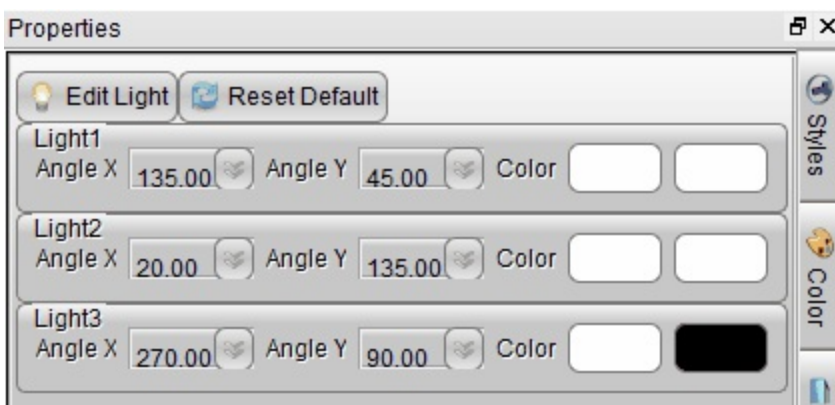 Properties
Edit Light Reset Default
Light1
Angle X 135.00 Angle Y 45.00 Color
Light2
Angle X 20.00 Angle Y 135.00 Color
Light3
Angle X 270.00 Angle Y 90.00 Color
Styles
Color